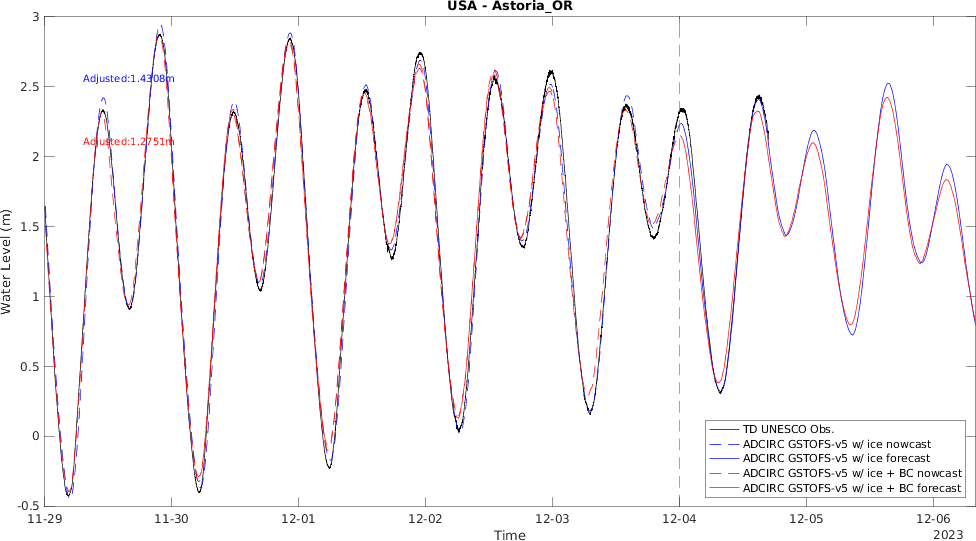 USA - Astoria_OR
3
2.5
2
1.5
1
0.5
0
-0.5
Water Level (m)
Adjusted:1.4308m
Adjusted:1.2751m
TD UNESCO Obs.
ADCIRC GSTOFS-v5 w/ ice nowcast
ADCIRC GSTOFS-v5 w/ ice forecast
ADCIRC GSTOFS-v5 w/ ice + BC nowcast
ADCIRC GSTOFS-v5 w/ ice + BC forecast
11-29 11-30 12-01 12-02 12-03 12-04 12-05 12-06
Time
2023